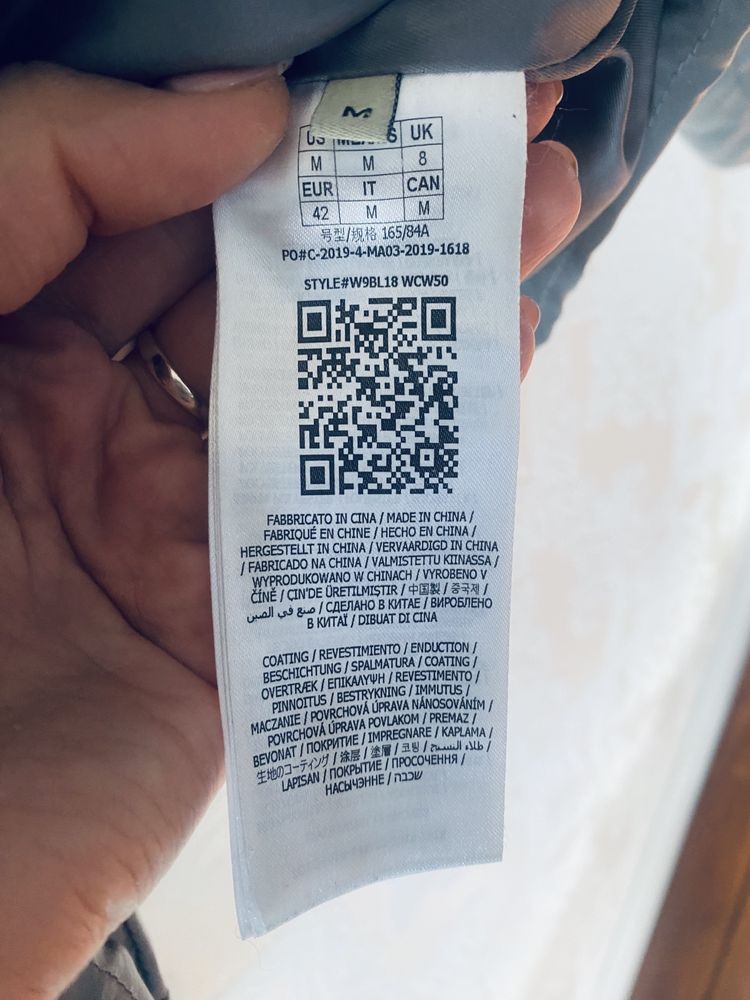 M
US UK
M M 8
EUR IT CAN
42 M M
号型/规格 165/84A
PO#C-2019-4-MA03-2019-1618
STYLE#W9BL18 WCW50
FABBRICATO IN CINA / MADE IN CHINA /
FABRIQUÉ EN CHINE / HECHO EN CHINA /
HERGESTELLT IN CHINA / VERVAARDIGD IN CHINA
/ FABRICADO NA CHINA / VALMISTETTU KIINASSA /
WYPRODUKOWANO W CHINACH / VYROBENO V
ČÍNĚ / ÇIN'DE ÜRETILMIŞTIR / 中国製 / 중국제 /
صنع في الصين / СДЕЛАНО В КИТАЕ / ВИРОБЛЕНО
В КИТАЇ / DIBUAT DI CINA
COATING / REVESTIMIENTO / ENDUCTION /
BESCHICHTUNG / SPALMATURA / COATING /
OVERTRÆK / ΕΠΙΚΑΛΥΨΗ / REVESTIMENTO /
PINNOITUS / BESTRYKNING / IMMUTUS /
MACZANIE / POVRCHOVÁ ÚPRAVA NÁNOSOVÁNÍM /
POVRCHOVÁ ÚPRAVA POVLAKOM / PREMAZ /
BEVONAT / ПОКРИТИЕ / IMPREGNARE / KAPLAMA /
生地のコーティング / 涂层 / 塗層 / 코팅 / طلاء النسيج /
LAPISAN / ПОКРЫТИЕ / ПРОСОЧЕННЯ /
НАСЫЧЭННЕ / שכבה